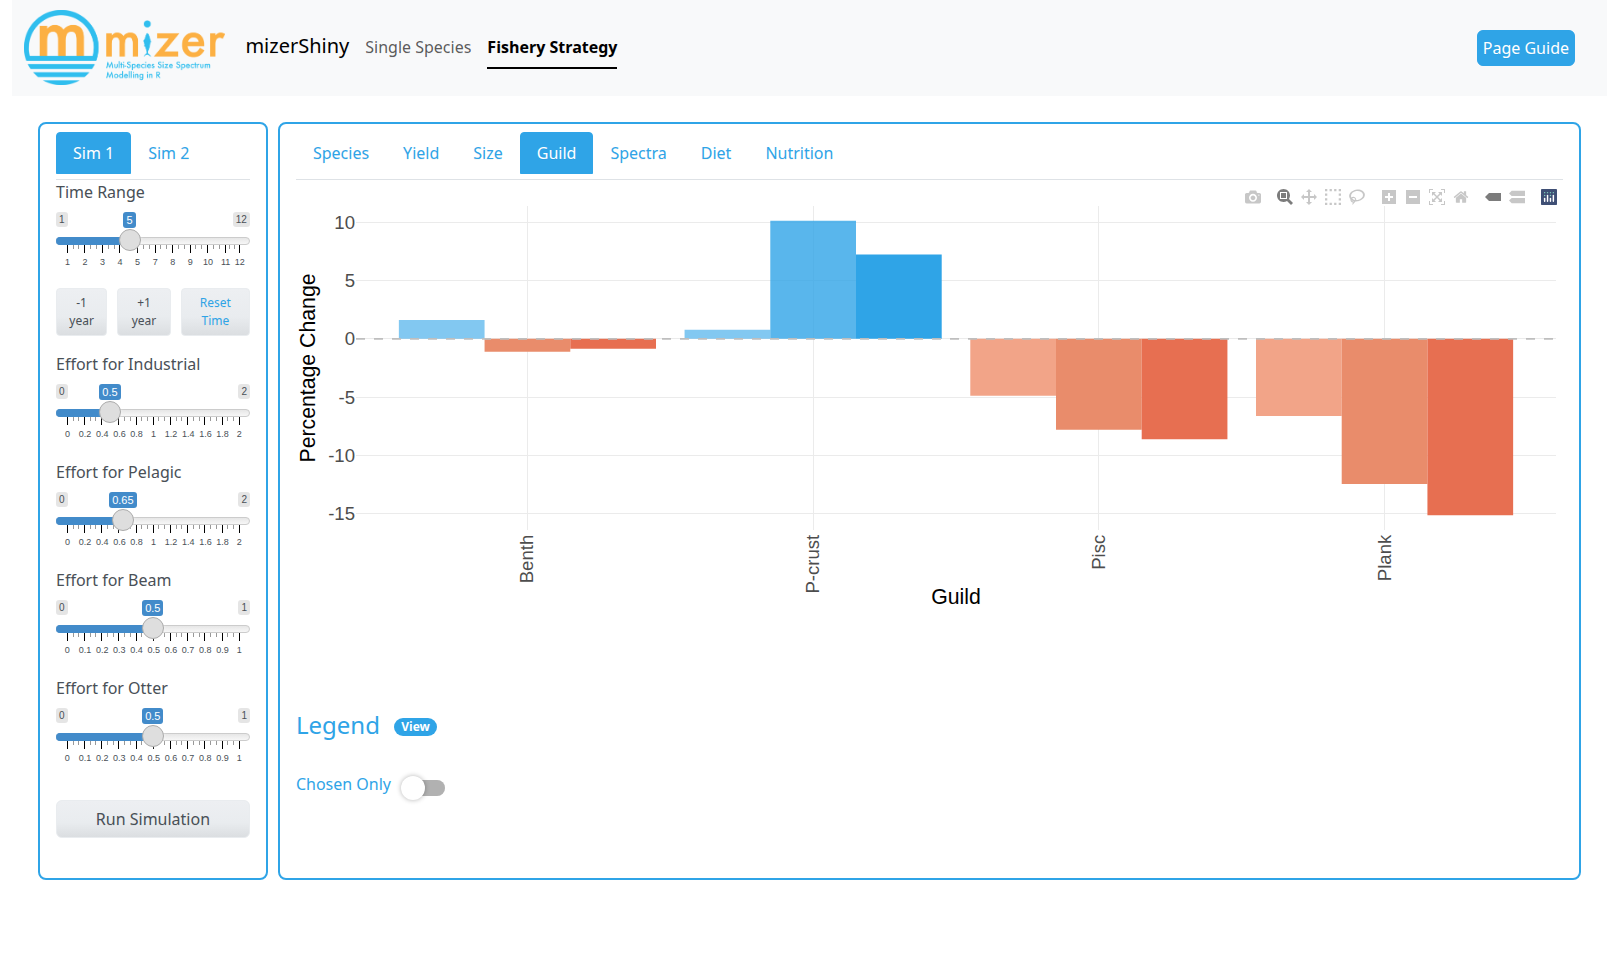 m mizer
Multi-Species Size Spectrum
Modelling in R
mizerShiny Single Species Fishery Strategy Page Guide
Sim 1 Sim 2
Time Range
1 5 12
1 2 3 4 5 7 8 9 10 11 12
-1 year +1 year Reset Time
Effort for Industrial
0 0.5 2
0 0.2 0.4 0.6 0.8 1 1.2 1.4 1.6 1.8 2
Effort for Pelagic
0 0.65 2
0 0.2 0.4 0.6 0.8 1 1.2 1.4 1.6 1.8 2
Effort for Beam
0 0.5 1
0 0.1 0.2 0.3 0.4 0.5 0.6 0.7 0.8 0.9 1
Effort for Otter
0 0.5 1
0 0.1 0.2 0.3 0.4 0.5 0.6 0.7 0.8 0.9 1
Run Simulation
Species Yield Size Guild Spectra Diet Nutrition
Percentage Change
10
5
0
-5
-10
-15
Benth P-crust Pisc Plank
Guild
Legend View
Chosen Only